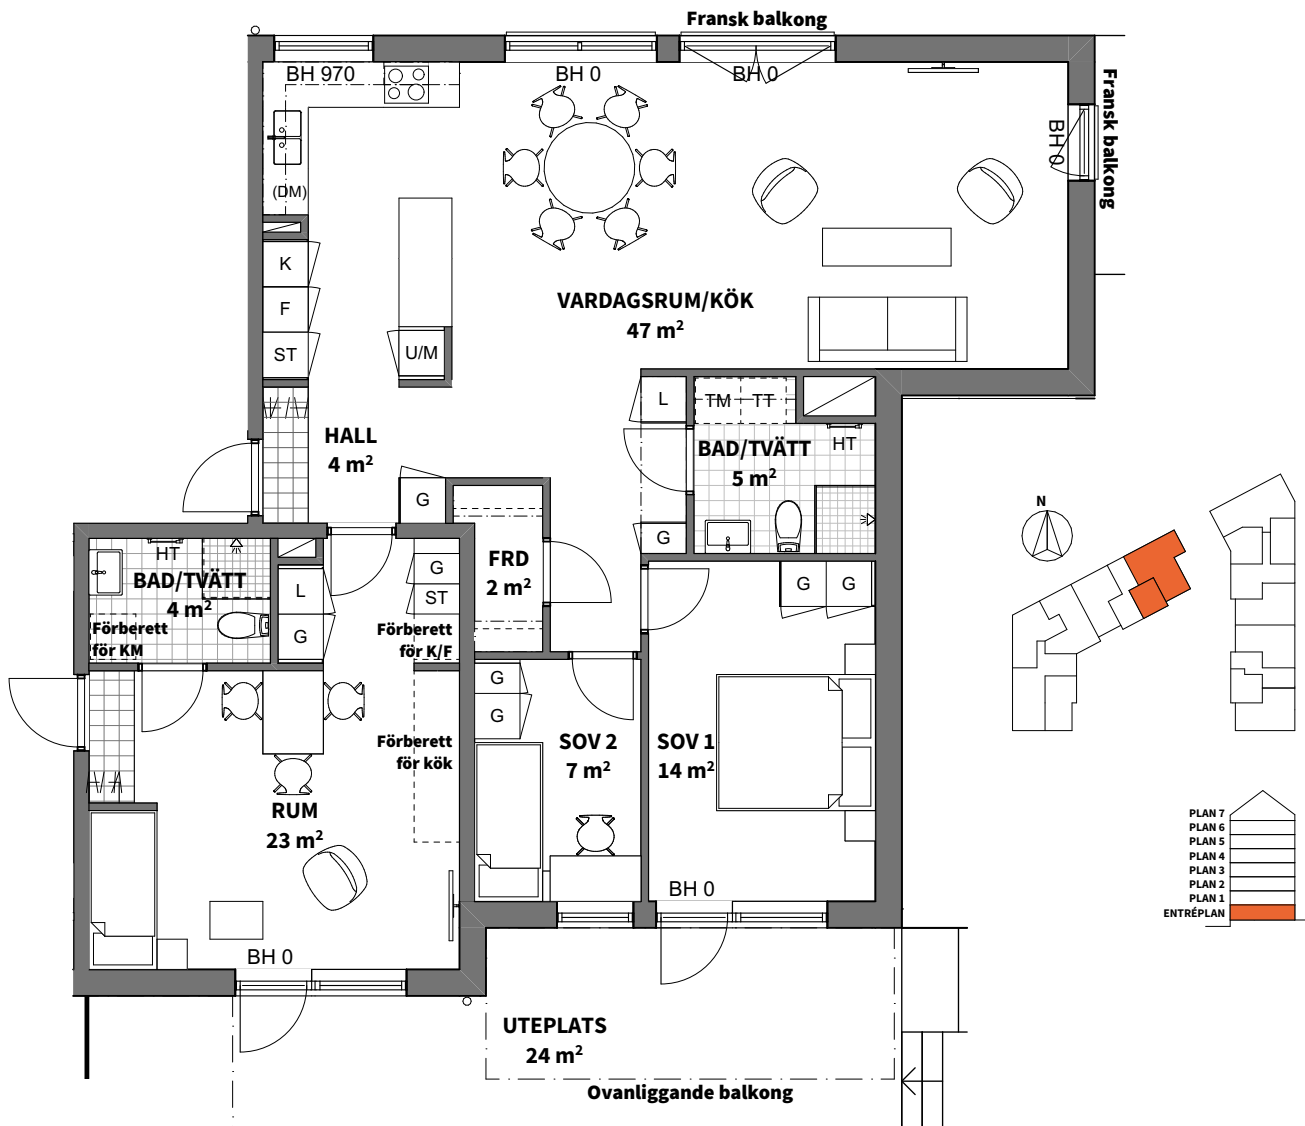 Fransk balkong
BH 970
BH 0
BH 0
Fransk balkong
BH 0
(DM)
K
F
ST
U/M
VARDAGSRUM/KÖK
47 m²
HALL
4 m²
L
TM
TT
HT
BAD/TVÄTT
5 m²
G
G
N
HT
BAD/TVÄTT
4 m²
Förberett
för KM
L
G
G
ST
Förberett
för K/F
FRD
2 m²
G
G
G
G
SOV 2
7 m²
SOV 1
14 m²
Förberett
för kök
RUM
23 m²
BH 0
BH 0
PLAN 7
PLAN 6
PLAN 5
PLAN 4
PLAN 3
PLAN 2
PLAN 1
ENTRÉPLAN
UTEPLATS
24 m²
Ovanliggande balkong